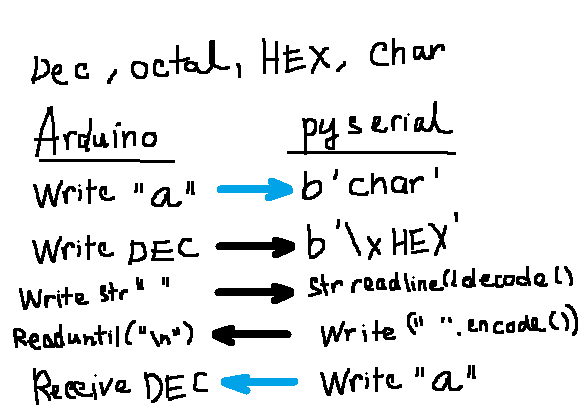 Dec, octal, HEX, Char
Arduino pyserial
Write "a" b'char'
Write DEC b'\xHEX'
Write str" " Str readline().decode()
Readuntil("\n") Write(" ".encode())
Receive DEC Write "a"